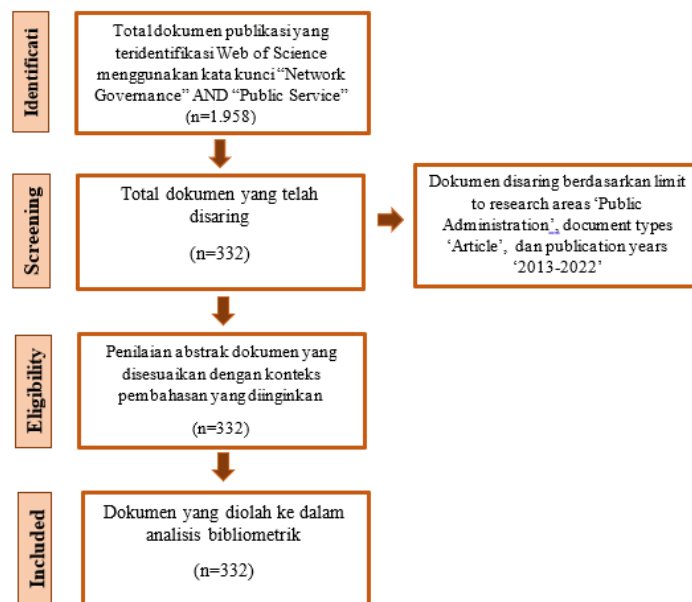 Identificati
Total dokumen publikasi yang
teridentifikasi Web of Science
menggunakan kata kunci “Network
Governance” AND “Public Service”
(n=1.958)
Screening
Total dokumen yang telah
disaring
(n=332)
Dokumen disaring berdasarkan limit
to research areas ‘Public
Administration’, document types
‘Article’, dan publication years
‘2013-2022’
Eligibility
Penilaian abstrak dokumen yang
disesuaikan dengan konteks
pembahasan yang diinginkan
(n=332)
Included
Dokumen yang diolah ke dalam
analisis bibliometrik
(n=332)